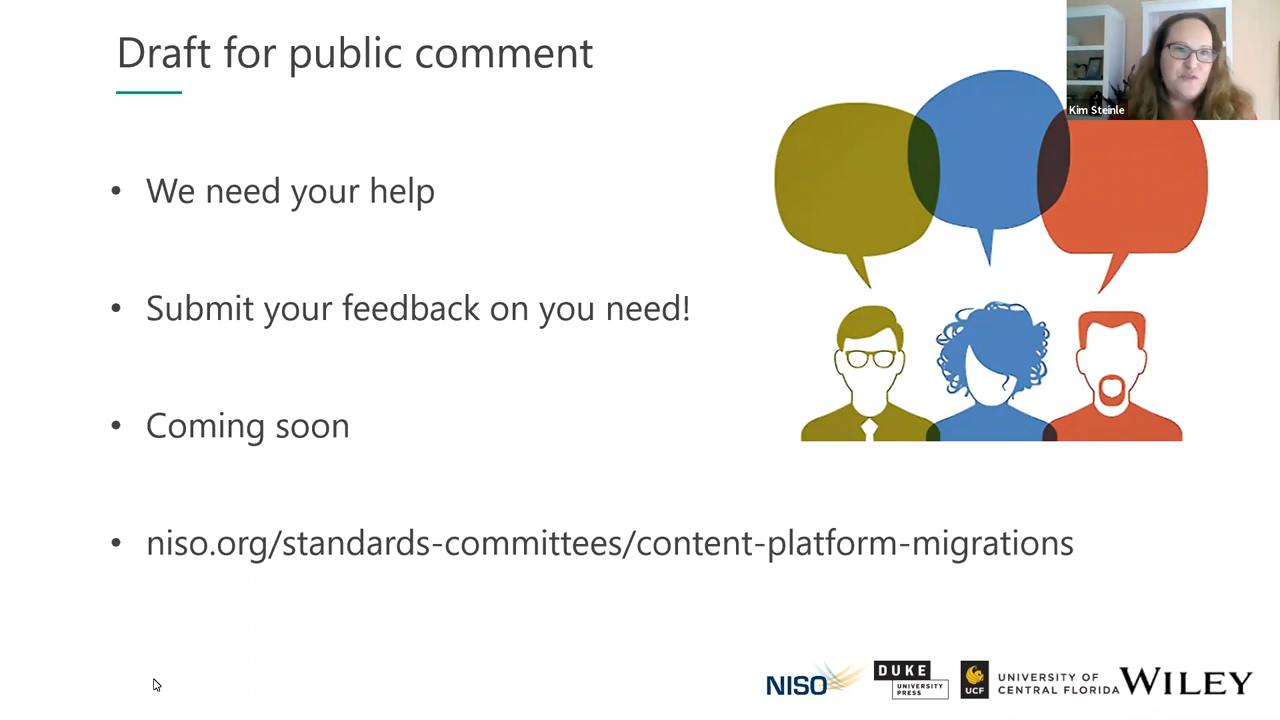 Draft for public comment
Kim Steinle
• We need your help
• Submit your feedback on you need!
• Coming soon
• niso.org/standards-committees/content-platform-migrations
NISO
DUKE
UNIVERSITY
PRESS
UCF
UNIVERSITY OF
CENTRAL FLORIDA
WILEY